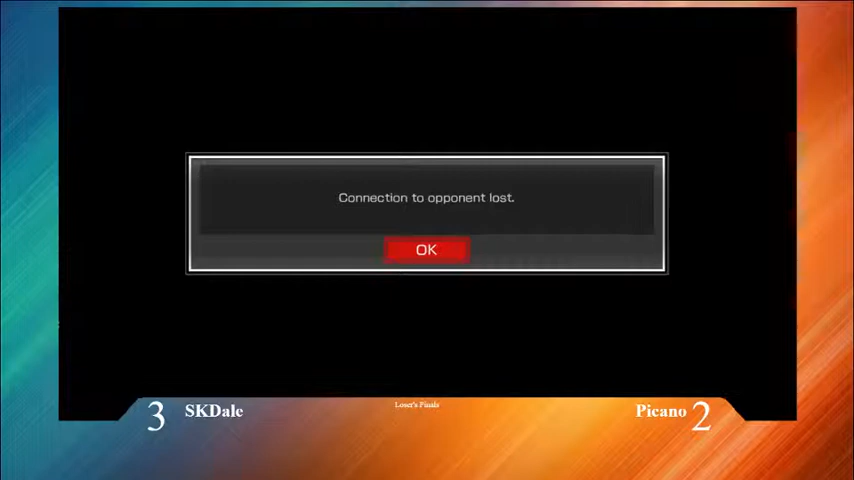 Connection to opponent lost.
OK
3 SKDale
Loser's Finals
Picano 2